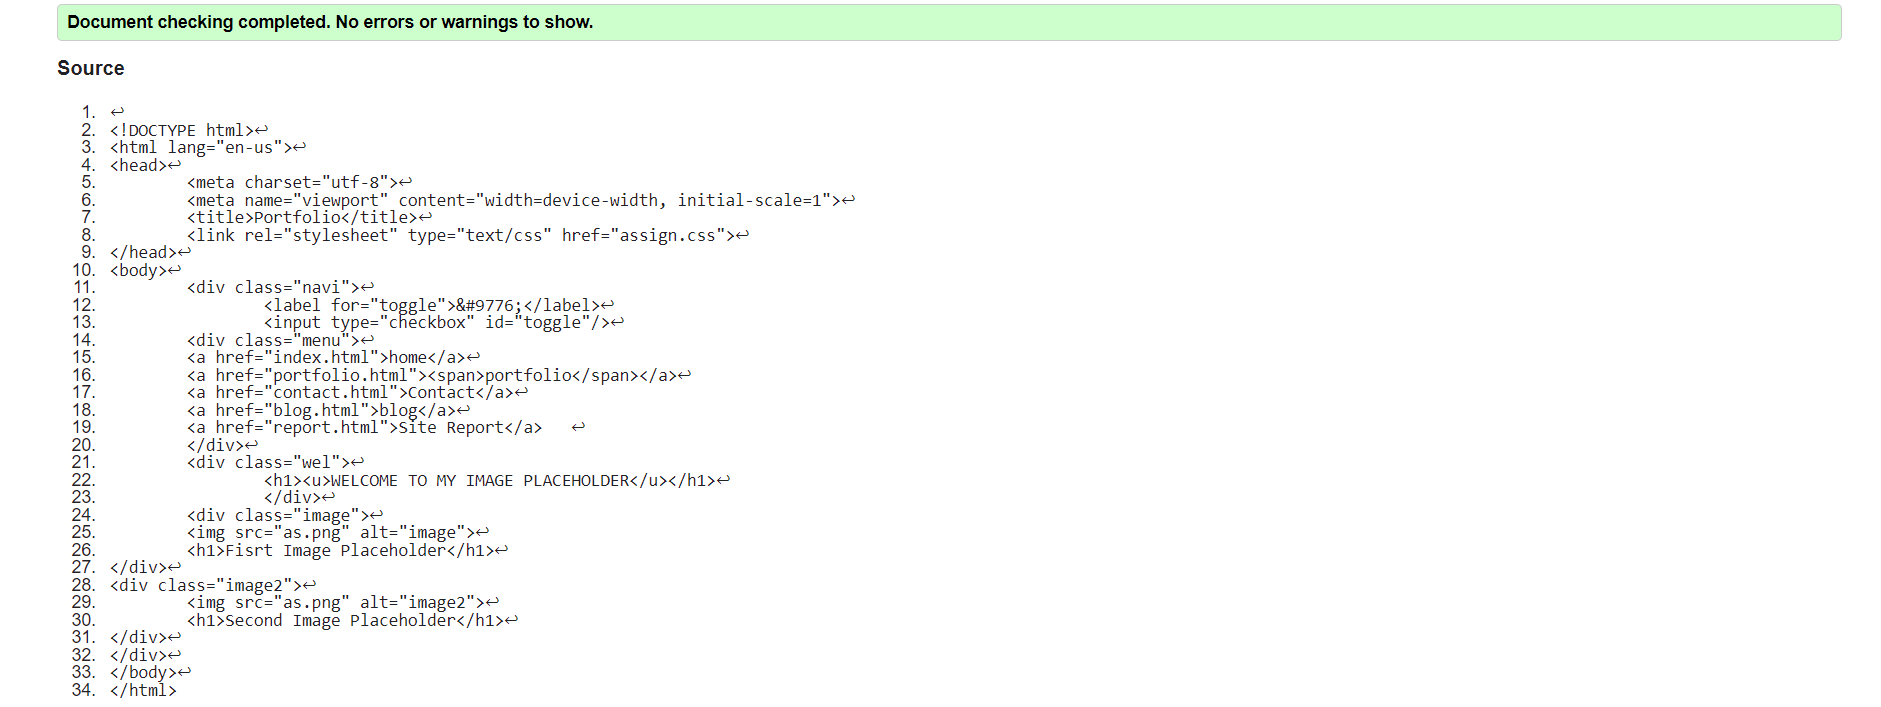 Document checking completed. No errors or warnings to show.
Source
1. ↩
2. <!DOCTYPE html>↩
3. <html lang="en-us">↩
4. <head>↩
5. <meta charset="utf-8">↩
6. <meta name="viewport" content="width=device-width, initial-scale=1">↩
7. <title>Portfolio</title>↩
8. <link rel="stylesheet" type="text/css" href="assign.css">↩
9. </head>↩
10. <body>↩
11. <div class="navi">↩
12. <label for="toggle">&#9776;</label>↩
13. <input type="checkbox" id="toggle"/>↩
14. <div class="menu">↩
15. <a href="index.html">home</a>↩
16. <a href="portfolio.html"><span>portfolio</span></a>↩
17. <a href="contact.html">Contact</a>↩
18. <a href="blog.html">blog</a>↩
19. <a href="report.html">Site Report</a> ↩
20. </div>↩
21. <div class="wel">↩
22. <h1><u>WELCOME TO MY IMAGE PLACEHOLDER</u></h1>↩
23. </div>↩
24. <div class="image">↩
25. <img src="as.png" alt="image">↩
26. <h1>Fisrt Image Placeholder</h1>↩
27. </div>↩
28. <div class="image2">↩
29. <img src="as.png" alt="image2">↩
30. <h1>Second Image Placeholder</h1>↩
31. </div>↩
32. </div>↩
33. </body>↩
34. </html>